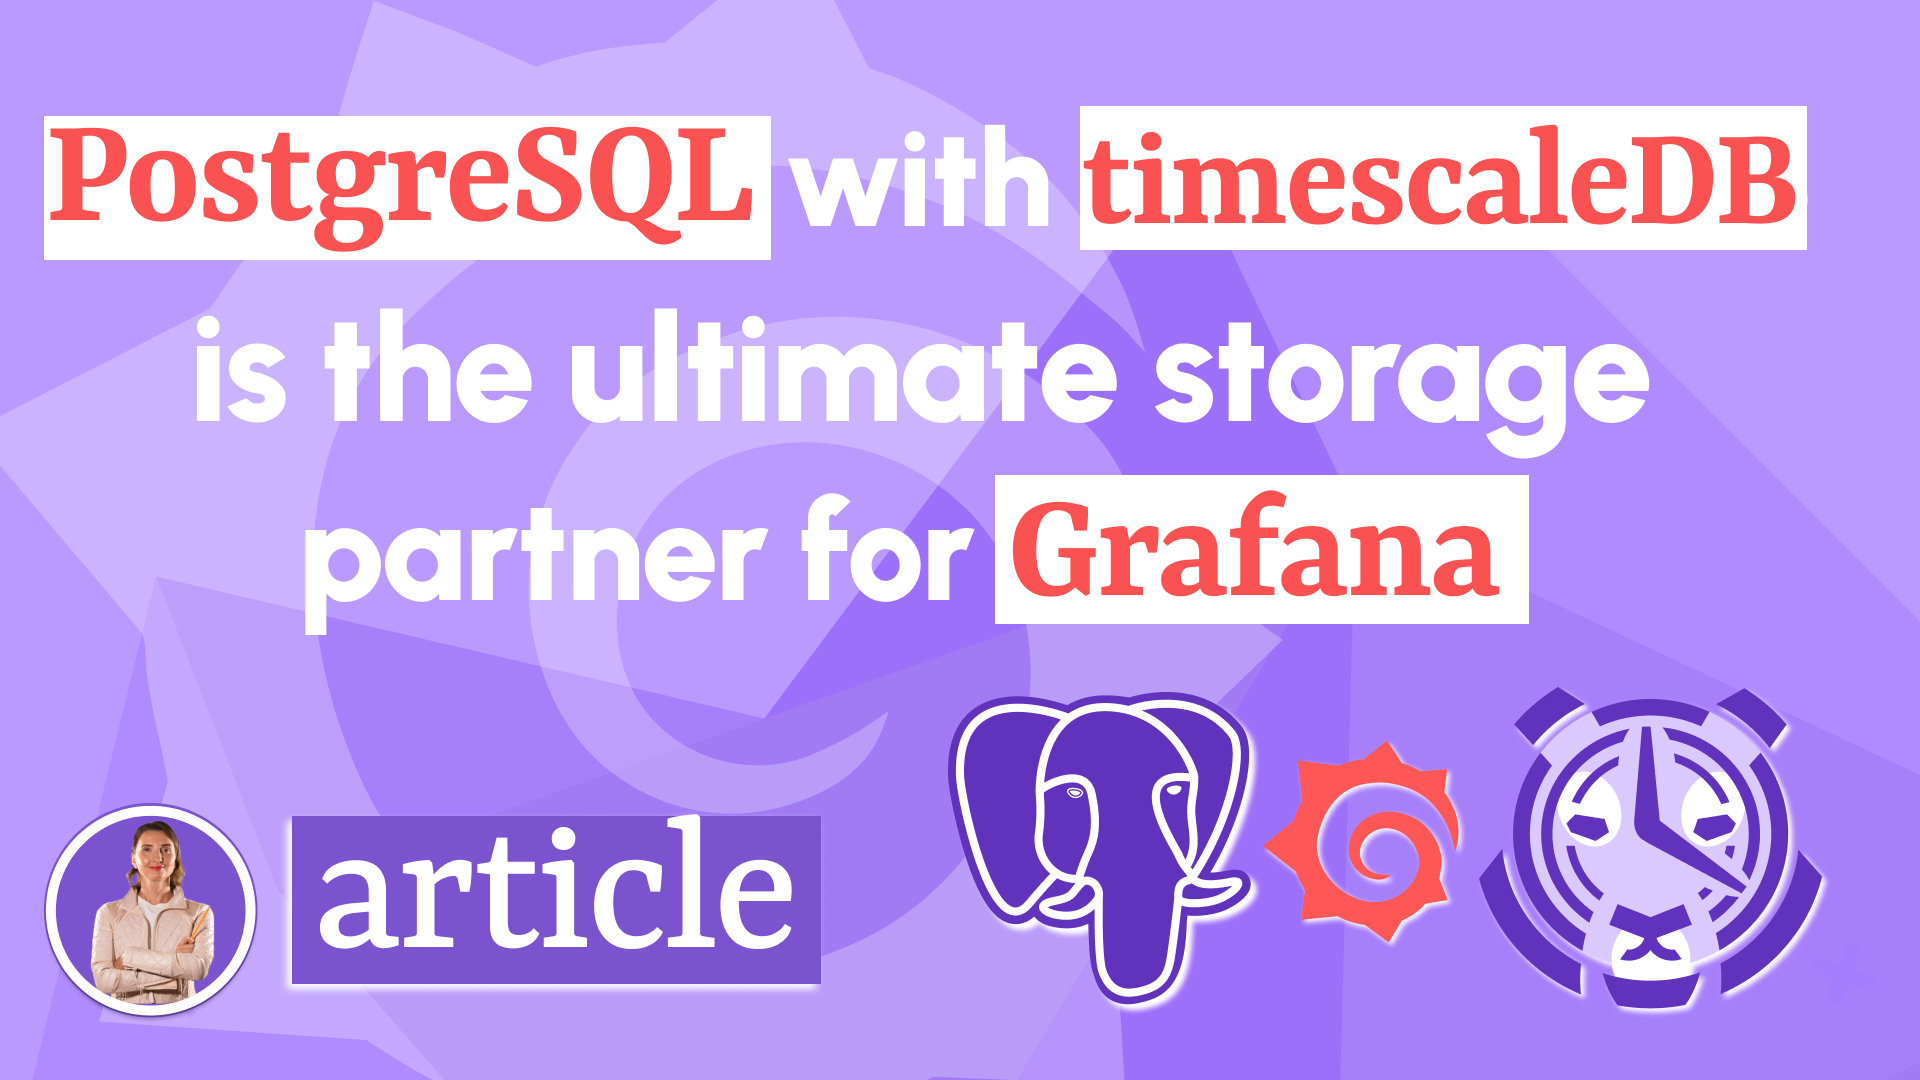 PostgreSQL with timescaleDB
is the ultimate storage
partner for Grafana
article